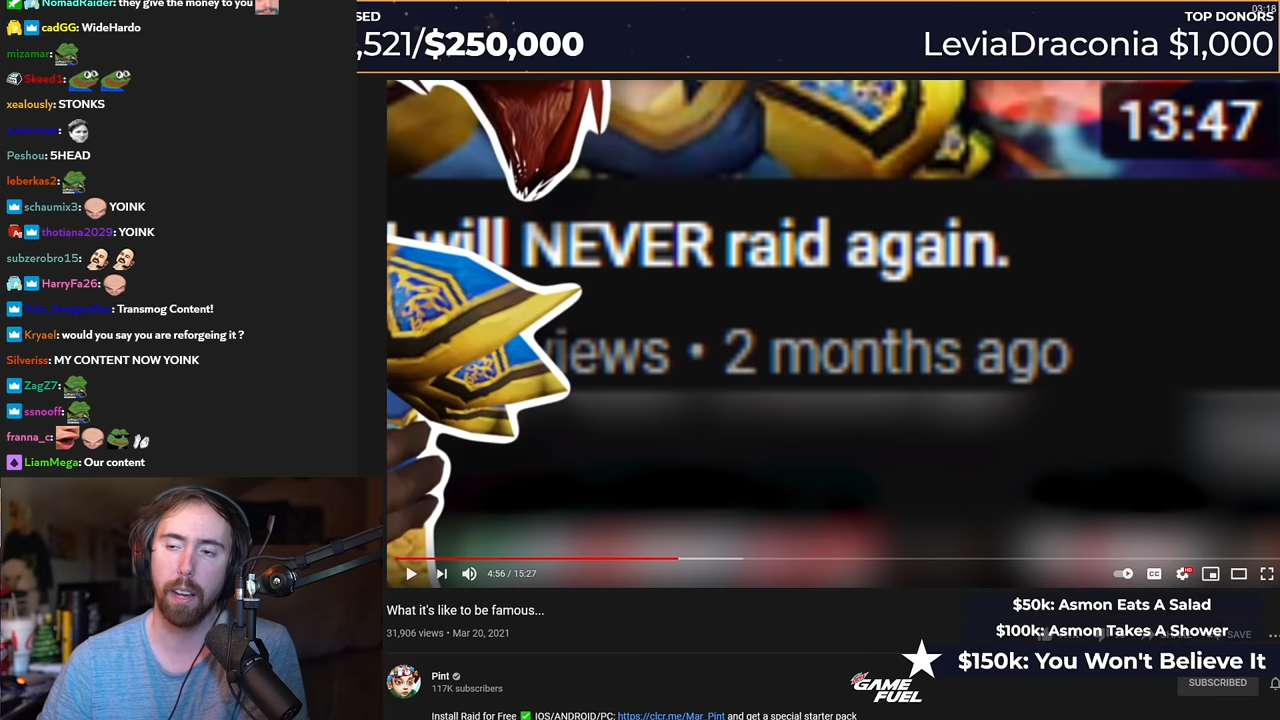 NomadRaider: they give the money to you
cadGG: WideHardo
mizamar:
Skeed1:
xealously: STONKS
Peshou: 5HEAD
leberkas2:
schaumix3: YOINK
thotiana2029: YOINK
subzerobro15:
HarryFa26:
: Transmog Content!
Kryael: would you say you are reforgeing it ?
Silveriss: MY CONTENT NOW YOINK
ZagZ7:
ssnooff:
franna_c:
LiamMega: Our content
SED
,521/$250,000
03:18
TOP DONORS
LeviaDraconia $1,000
13:47
I will NEVER raid again.
views • 2 months ago
4:56 / 15:27
HD
What it's like to be famous...
31,906 views • Mar 20, 2021
SAVE
$50k: Asmon Eats A Salad
$100k: Asmon Takes A Shower
$150k: You Won't Believe It
Pint
117K subscribers
GAME
FUEL
SUBSCRIBED
Install Raid for Free ✅ IOS/ANDROID/PC: https://clcr.me/Mar_Pint and get a special starter pack